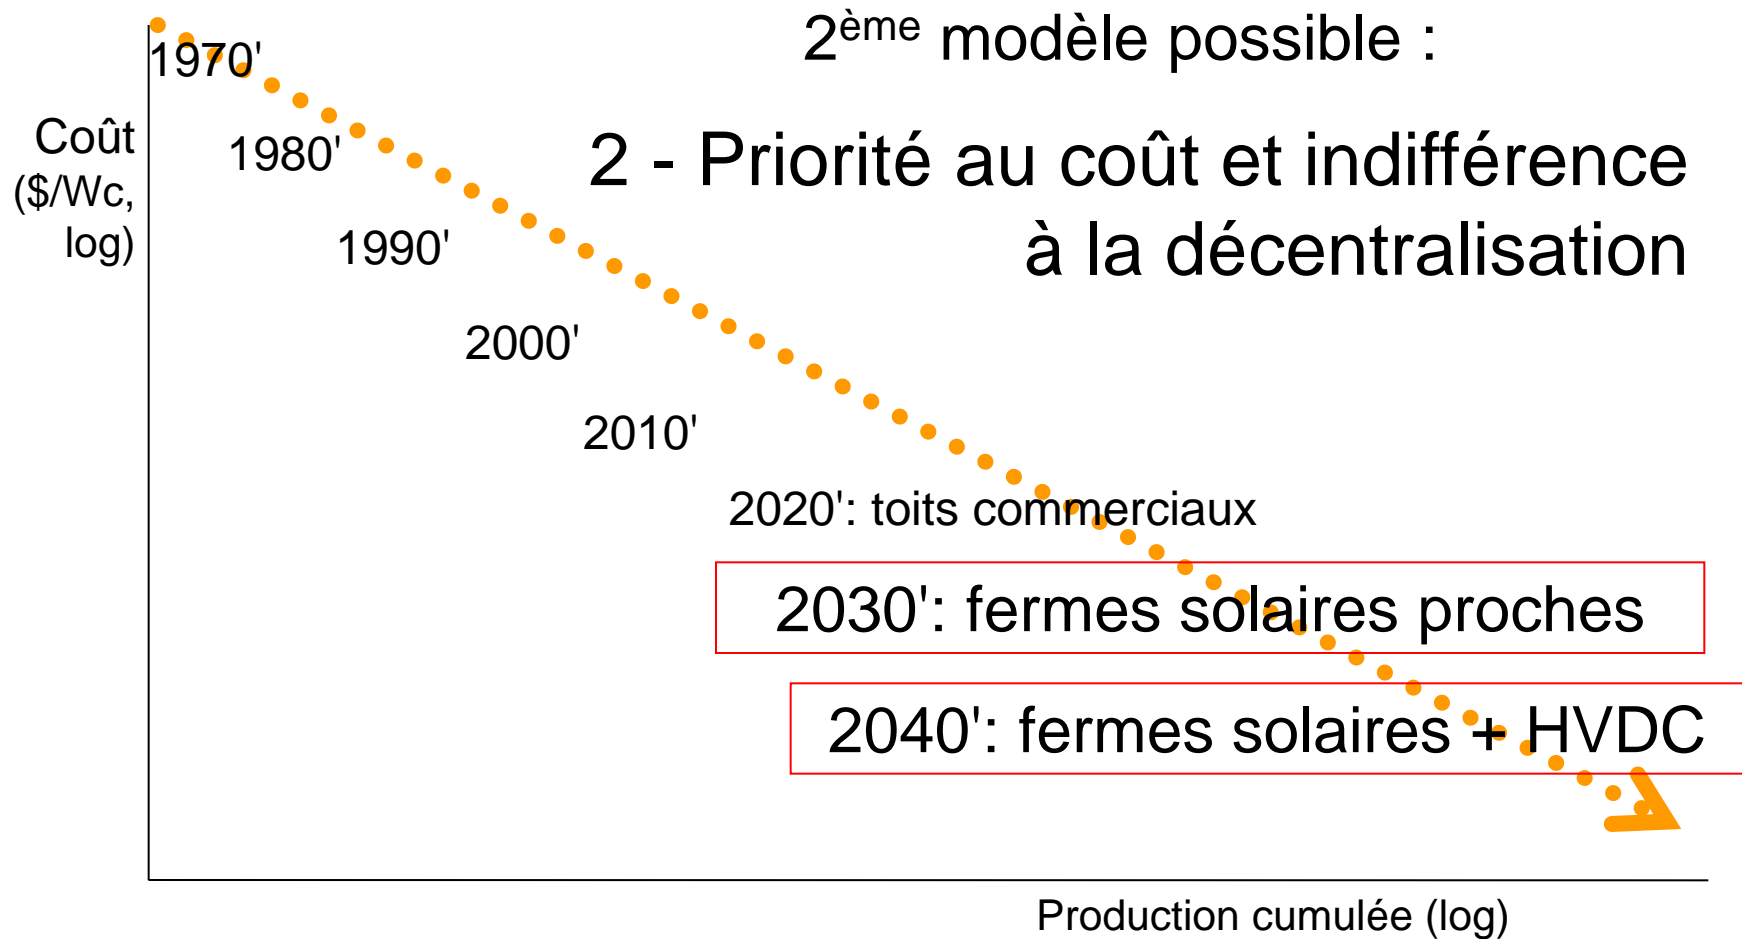 2ème modèle possible :
2 - Priorité au coût et indifférence
à la décentralisation
Coût
($/Wc,
log)
1970'
1980'
1990'
2000'
2010'
2020': toits commerciaux
2030': fermes solaires proches
2040': fermes solaires + HVDC
Production cumulée (log)